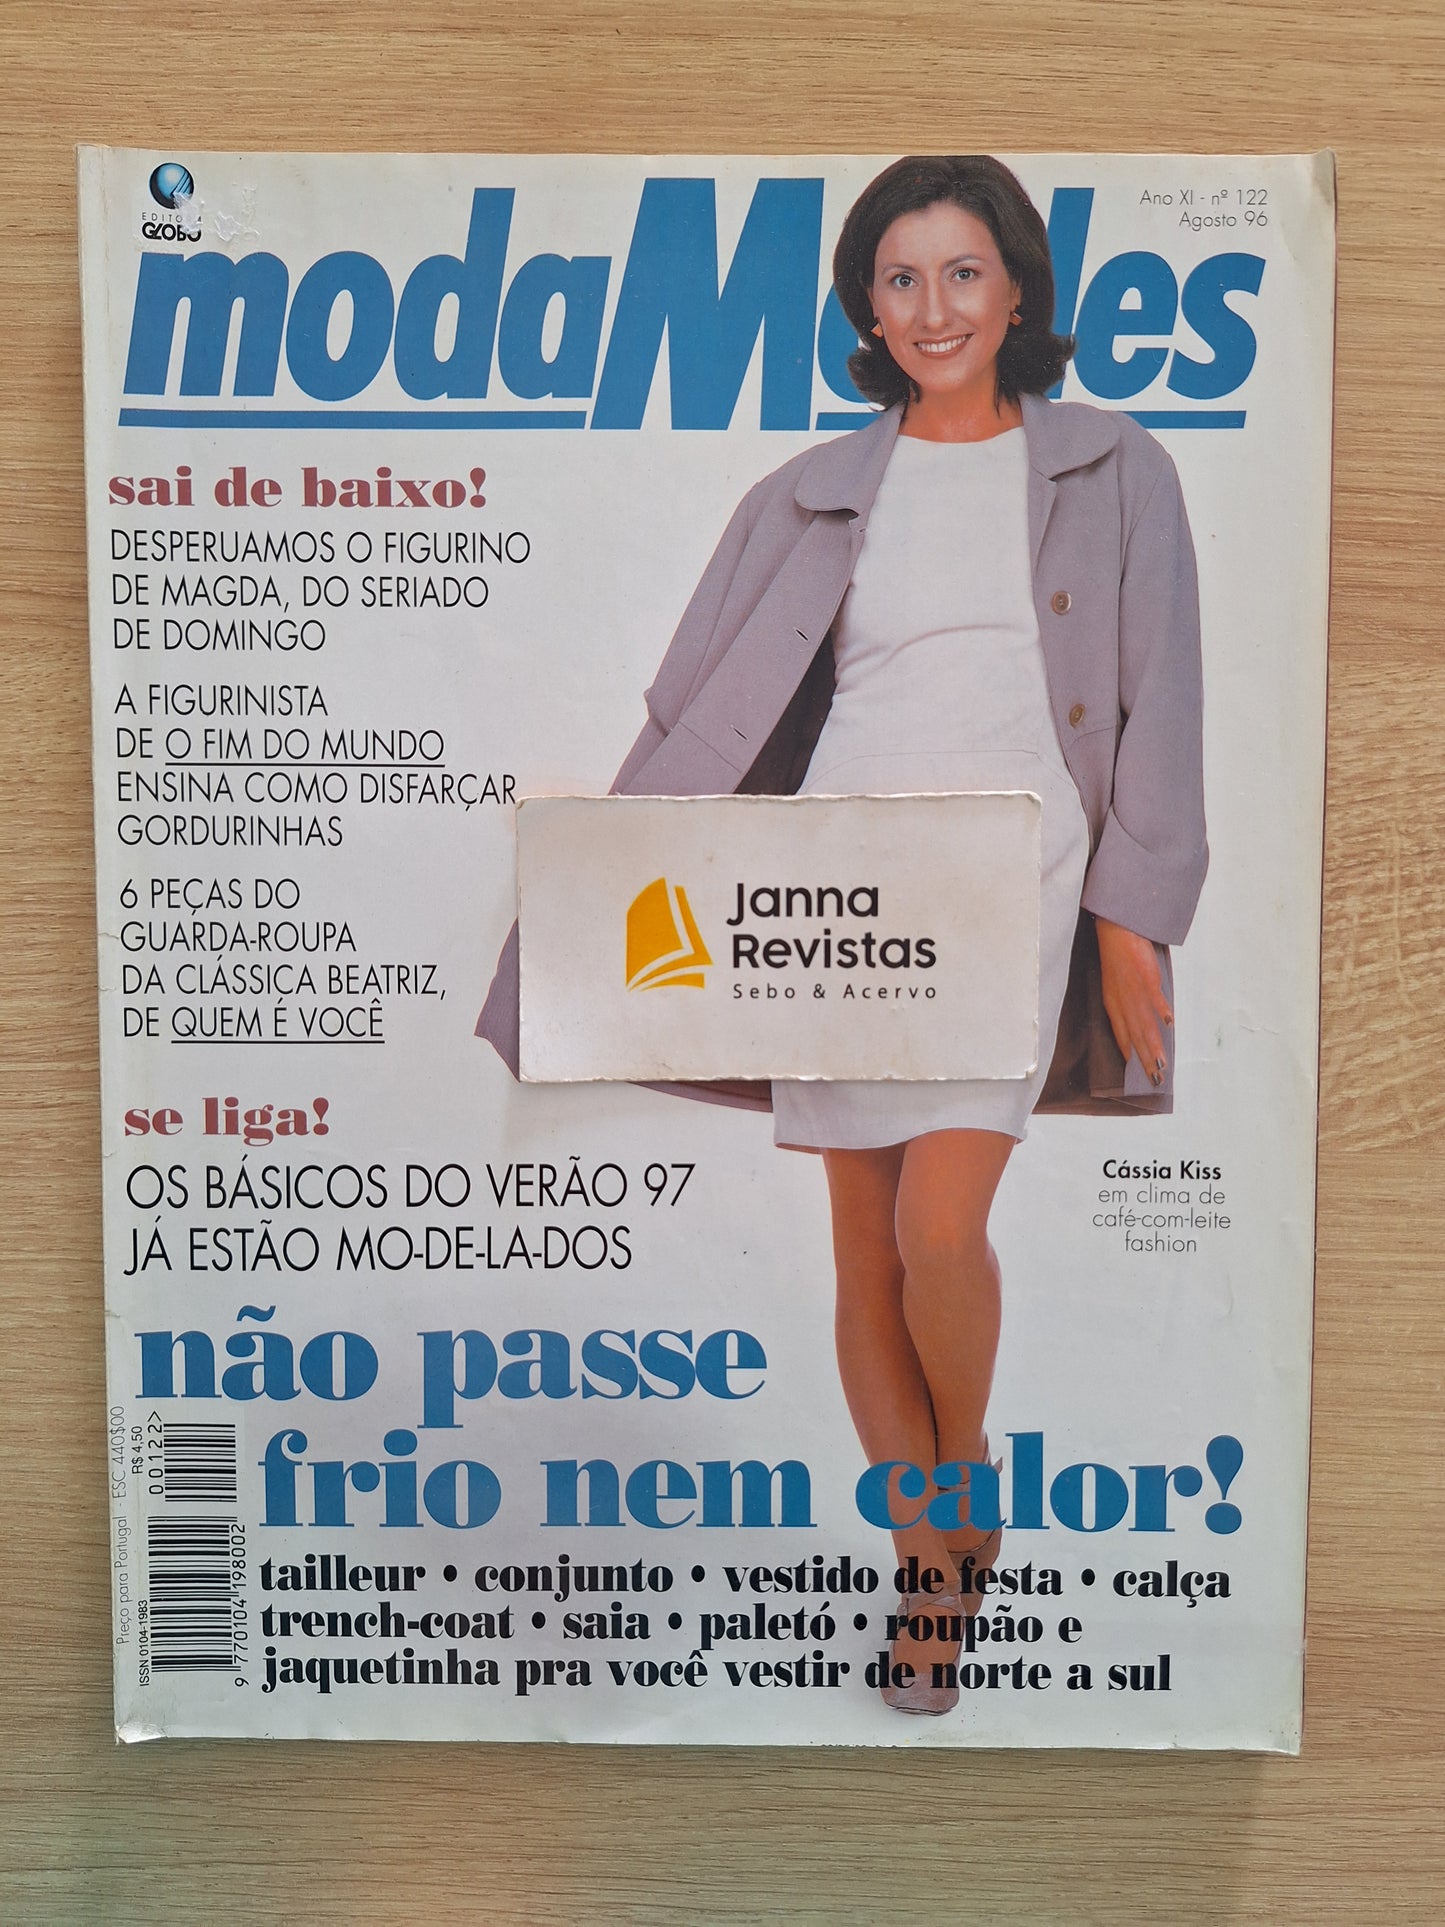 EDITORA
GLOBO
Ano XI - nº 122
Agosto 96
modaMoldes
sai de baixo!
DESPERUAMOS O FIGURINO
DE MAGDA, DO SERIADO
DE DOMINGO
A FIGURINISTA
DE O FIM DO MUNDO
ENSINA COMO DISFARÇAR
GORDURINHAS
6 PEÇAS DO
GUARDA-ROUPA
DA CLÁSSICA BEATRIZ,
DE QUEM É VOCÊ
Janna
Revistas
Sebo & Acervo
se liga!
OS BÁSICOS DO VERÃO 97
JÁ ESTÃO MO-DE-LA-DOS
Cássia Kiss
em clima de
café-com-leite
fashion
não passe
frio nem calor!
tailleur • conjunto • vestido de festa • calça
trench-coat • saia • paletó • roupão e
jaquetinha pra você vestir de norte a sul
Preço para Portugal - ESC 440$00
R$ 4,50
00122>
ISSN 0104-1983
9 770104 198002